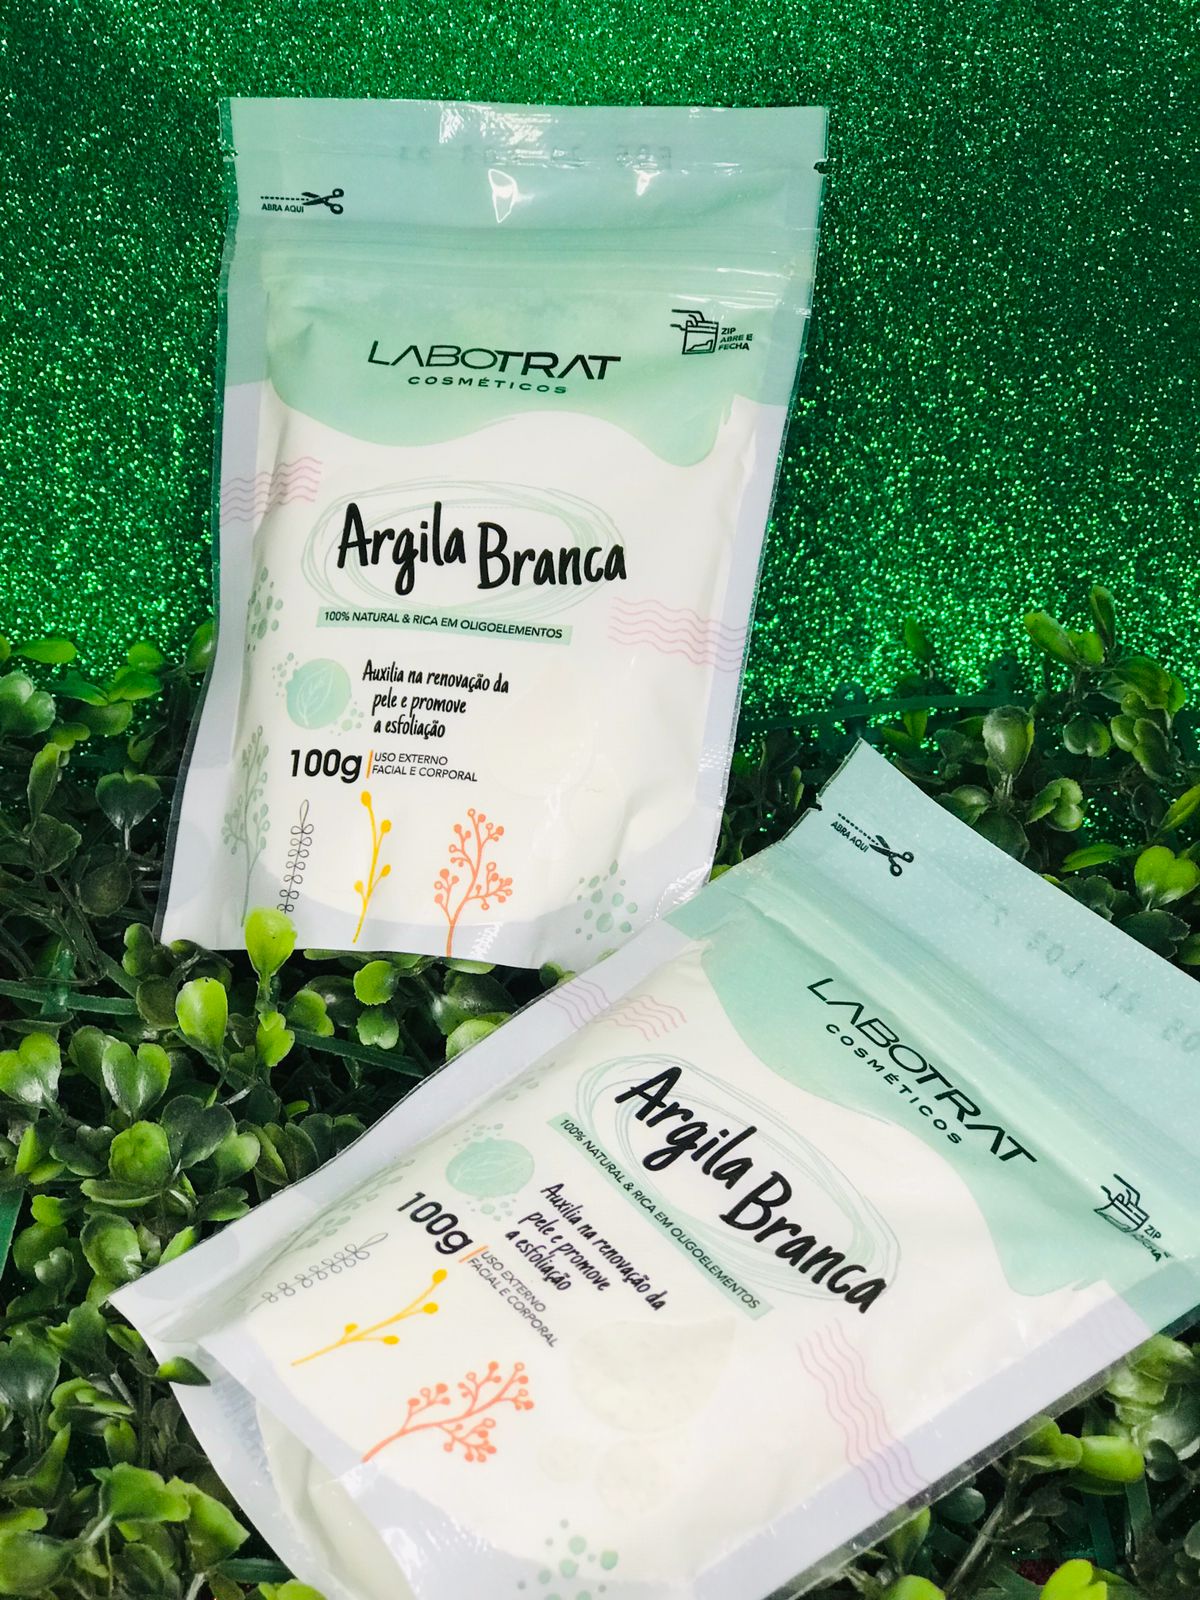 ABRA AQUI
ZIP
ABRE E
FECHA
LABOTRAT
COSMÉTICOS
Argila Branca
100% NATURAL & RICA EM OLIGOELEMENTOS
Auxilia na renovação da
pele e promove
a esfoliação
100g
USO EXTERNO
FACIAL E CORPORAL
ABRA AQUI
LABOTRAT
COSMÉTICOS
ZIP
Argila Branca
100% NATURAL & RICA EM OLIGOELEMENTOS
Auxilia na renovação da
pele e promove
a esfoliação
100g
USO EXTERNO
FACIAL E CORPORAL